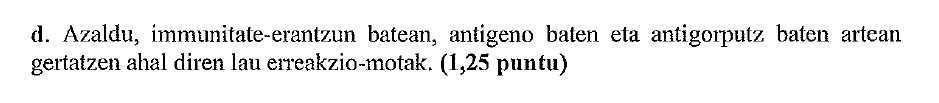 d. Azaldu, immunitate-erantzun batean, antigeno baten eta antigorputz baten artean
gertatzen ahal diren lau erreakzio-motak. (1,25 puntu)